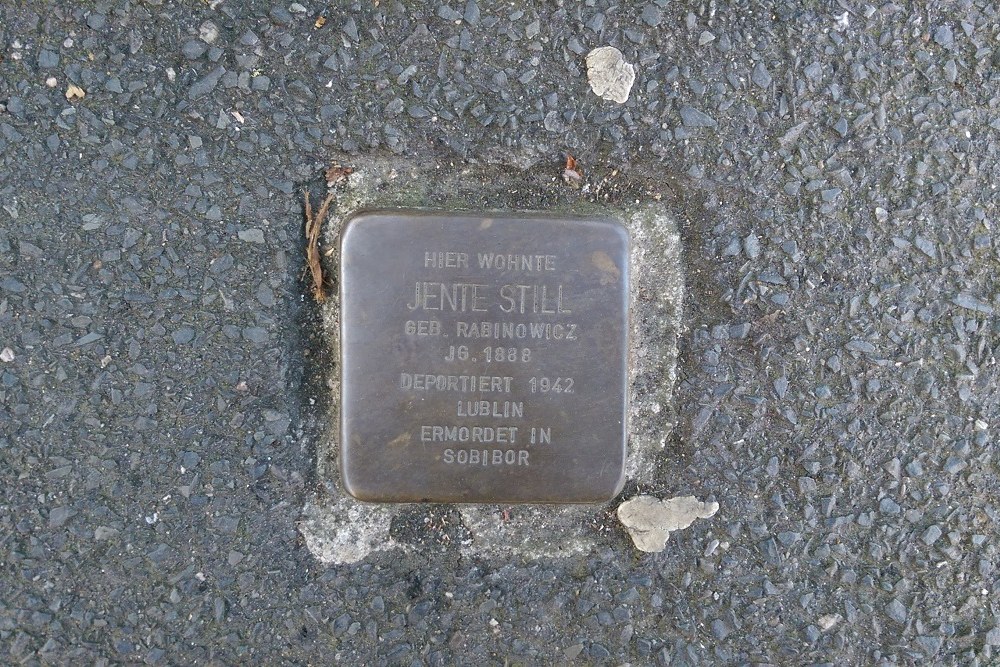 HIER WOHNTE
JENTE STILL
GEB. RABINOWICZ
JG. 1888
DEPORTIERT 1942
LUBLIN
ERMORDET IN
SOBIBOR